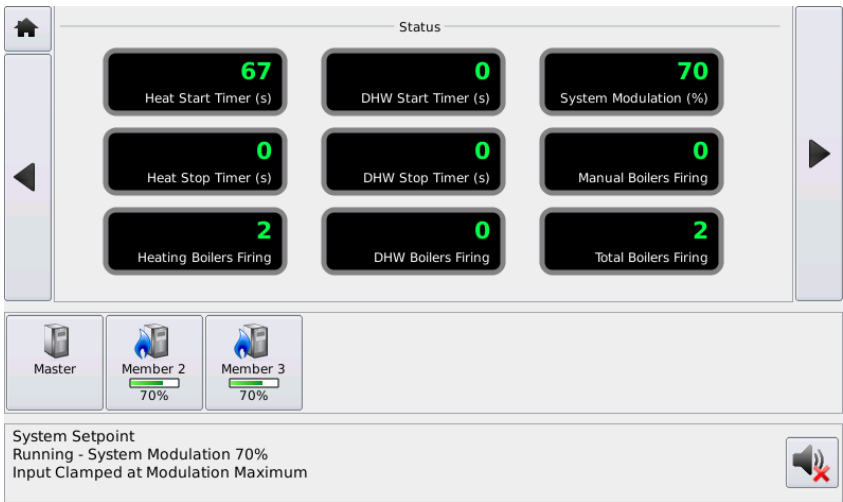 Status
67
Heat Start Timer (s)
0
DHW Start Timer (s)
70
System Modulation (%)
0
Heat Stop Timer (s)
0
DHW Stop Timer (s)
0
Manual Boilers Firing
2
Heating Boilers Firing
0
DHW Boilers Firing
2
Total Boilers Firing
Master
Member 2
70%
Member 3
70%
System Setpoint
Running - System Modulation 70%
Input Clamped at Modulation Maximum